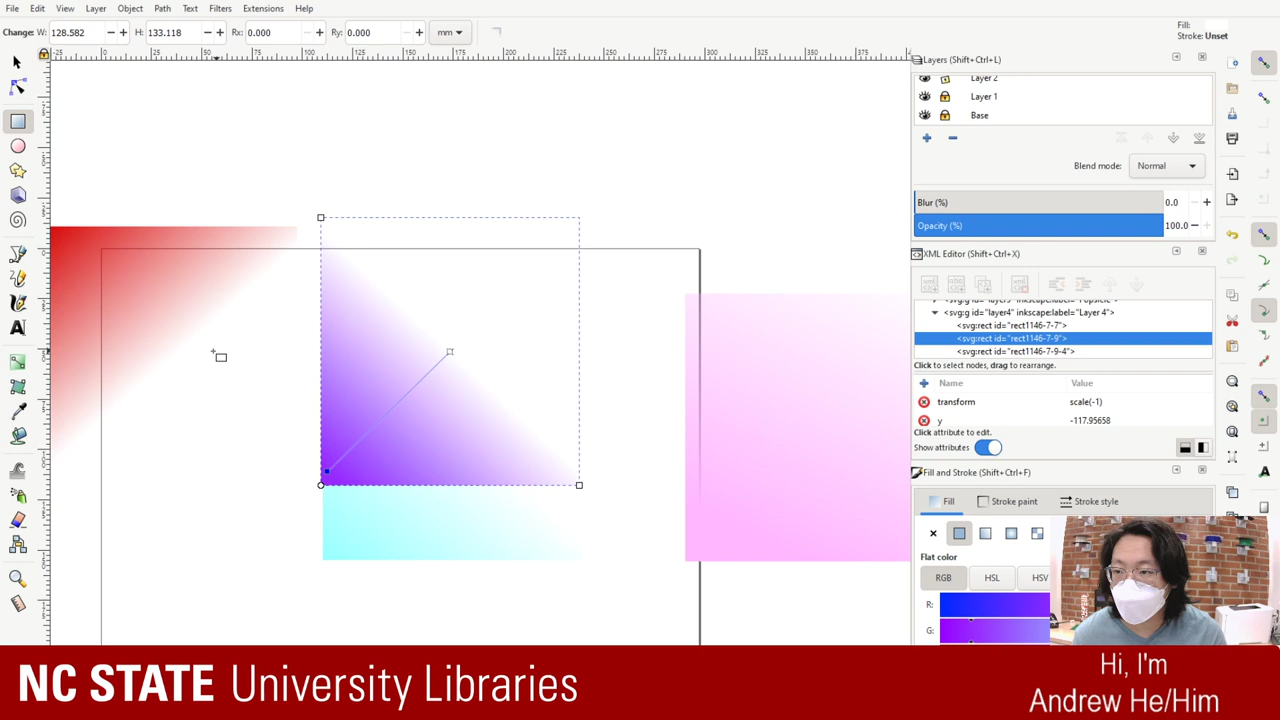 File Edit View Layer Object Path Text Filters Extensions Help
Change: W: 128.582 H: 133.118 Rx: 0.000 Ry: 0.000 mm
Fill:
Stroke: Unset
Layers (Shift+Ctrl+L)
Layer 2
Layer 1
Base
Blend mode: Normal
Blur (%) 0.0
Opacity (%) 100.0
XML Editor (Shift+Ctrl+X)
<svg:g id="layer4" inkscape:label="Layer 4">
<svg:rect id="rect1146-7-7">
<svg:rect id="rect1146-7-9">
<svg:rect id="rect1146-7-9-4">
Click to select nodes, drag to rearrange.
Name Value
transform scale(-1)
y -117.95658
Click attribute to edit.
Show attributes
Fill and Stroke (Shift+Ctrl+F)
Fill Stroke paint Stroke style
Flat color
RGB HSL HSV
R:
G:
NC STATE University Libraries
Hi, I'm
Andrew He/Him